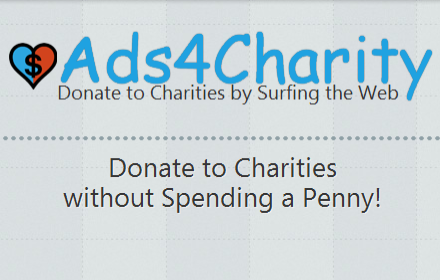 $Ads4Charity
Donate to Charities by Surfing the Web
Donate to Charities
without Spending a Penny!